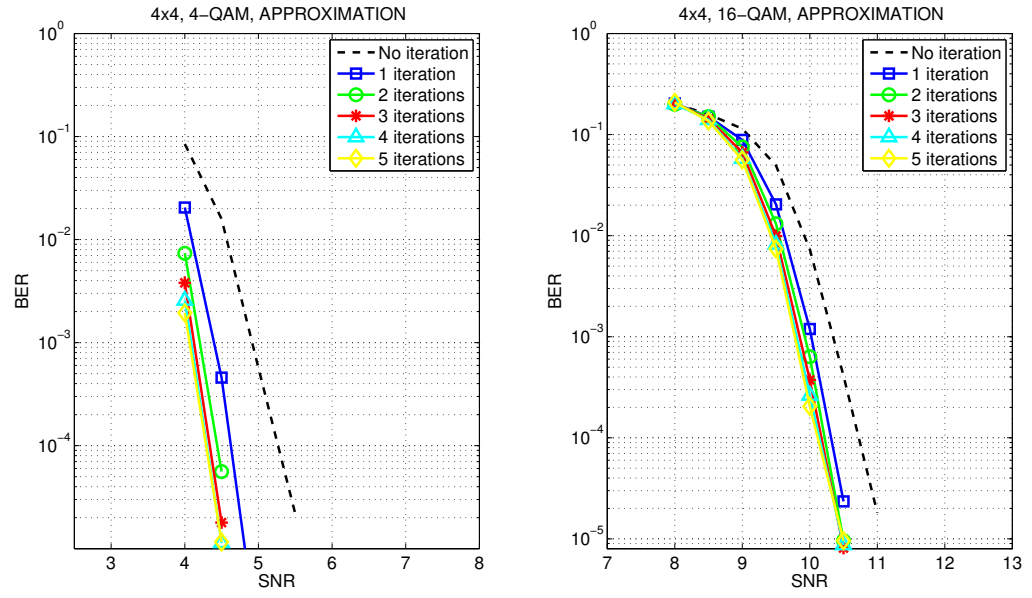 4x4, 4-QAM, APPROXIMATION
10^0
10^-1
10^-2
10^-3
10^-4
BER
3 4 5 6 7 8
SNR
No iteration
1 iteration
2 iterations
3 iterations
4 iterations
5 iterations
4x4, 16-QAM, APPROXIMATION
10^0
10^-1
10^-2
10^-3
10^-4
10^-5
BER
7 8 9 10 11 12 13
SNR
No iteration
1 iteration
2 iterations
3 iterations
4 iterations
5 iterations